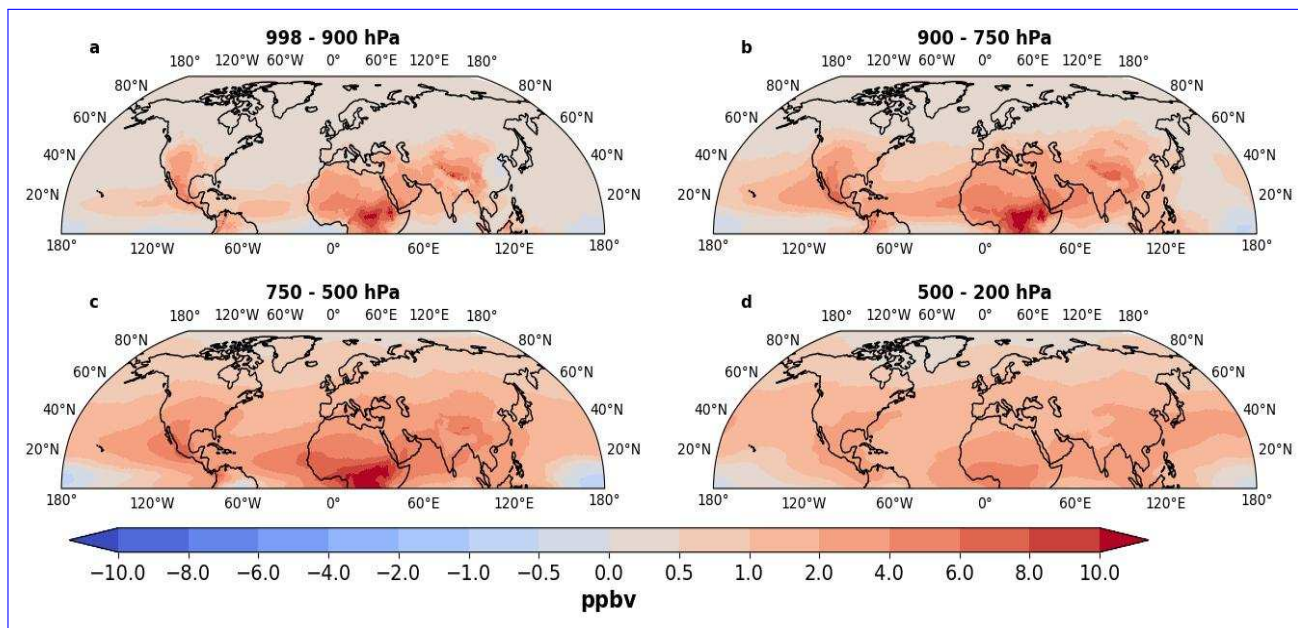 998 - 900 hPa
900 - 750 hPa
a
b
180° 120°W 60°W 0° 60°E 120°E 180°
180° 120°W 60°W 0° 60°E 120°E 180°
80°N 80°N 80°N 80°N
60°N 60°N 60°N 60°N
40°N 40°N 40°N 40°N
20°N 20°N 20°N 20°N
180° 120°W 60°W 0° 60°E 120°E 180°
180° 120°W 60°W 0° 60°E 120°E 180°
750 - 500 hPa
500 - 200 hPa
c
d
180° 120°W 60°W 0° 60°E 120°E 180°
180° 120°W 60°W 0° 60°E 120°E 180°
80°N 80°N 80°N 80°N
60°N 60°N 60°N 60°N
40°N 40°N 40°N 40°N
20°N 20°N 20°N 20°N
180° 120°W 60°W 0° 60°E 120°E 180°
180° 120°W 60°W 0° 60°E 120°E 180°
−10.0 −8.0 −6.0 −4.0 −2.0 −1.0 −0.5 0.0 0.5 1.0 2.0 4.0 6.0 8.0 10.0
ppbv